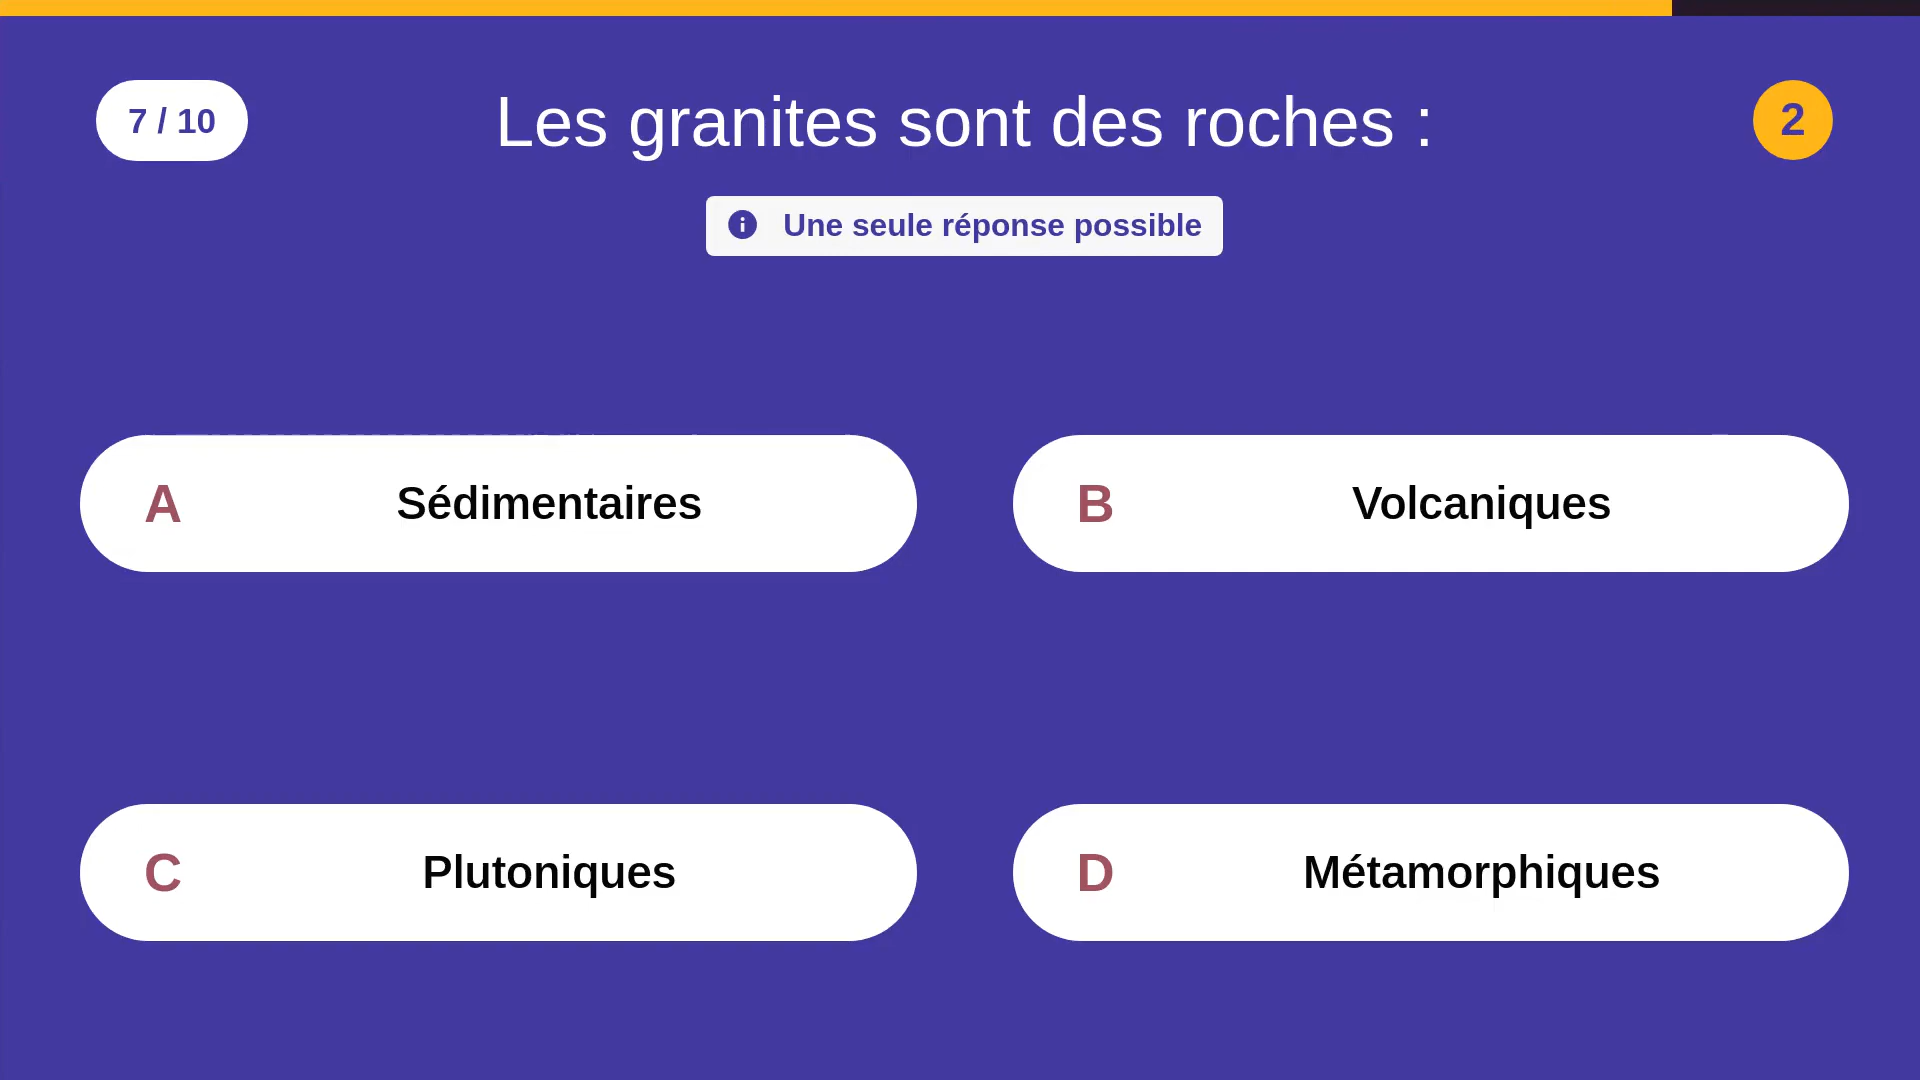 7 / 10
Les granites sont des roches :
2
Une seule réponse possible
A Sédimentaires
B Volcaniques
C Plutoniques
D Métamorphiques